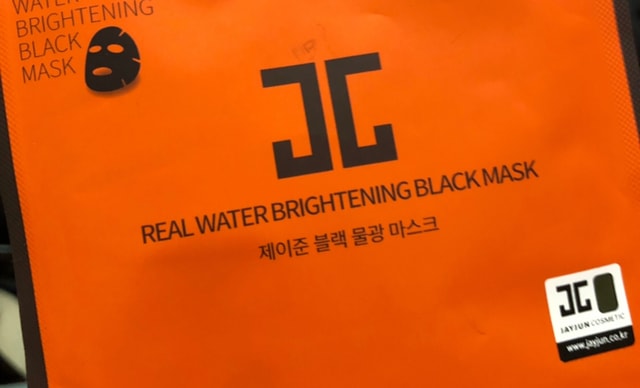 WATER
BRIGHTENING
BLACK
MASK
REAL WATER BRIGHTENING BLACK MASK
제이준 블랙 물광 마스크
JAYJUN COSMETIC
www.jayjun.co.kr